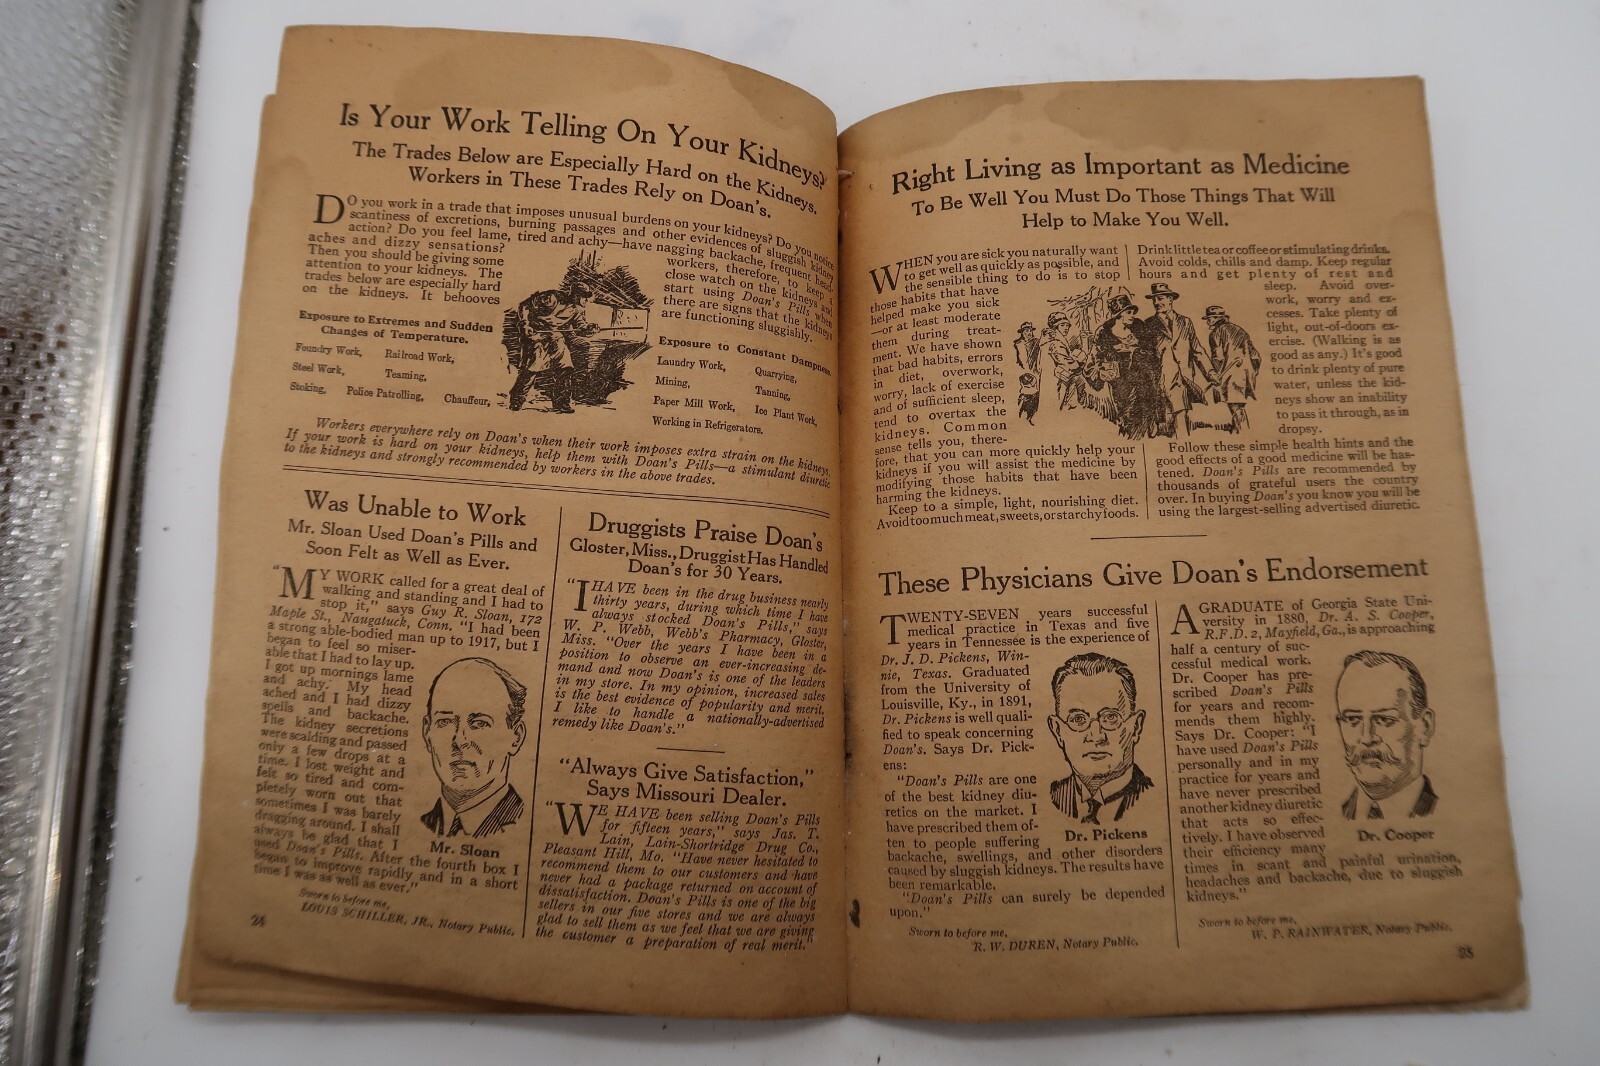 Is Your Work Telling On Your Kidneys?
The Trades Below are Especially Hard on the Kidneys.
Workers in These Trades Rely on Doan's.
DO you work in a trade that imposes unusual burdens on your kidneys? Do you notice
scantiness of excretions, burning passages and other evidences of sluggish kidney
action? Do you feel lame, tired and achy—have nagging backache, frequent head-
aches and dizzy sensations?
Then you should be giving some
attention to your kidneys. The
trades below are especially hard
on the kidneys. It behooves
workers, therefore, to keep a
close watch on the kidneys and
start using Doan's Pills when
there are signs that the kidneys
are functioning sluggishly.
Exposure to Extremes and Sudden
Changes of Temperature.
Foundry Work, Railroad Work,
Steel Work, Teaming,
Stoking, Police Patrolling, Chauffeur,
Exposure to Constant Dampness.
Laundry Work, Quarrying,
Mining, Tanning,
Paper Mill Work, Ice Plant Work,
Working in Refrigerators.
Workers everywhere rely on Doan's when their work imposes extra strain on the kidneys.
If your work is hard on your kidneys, help them with Doan's Pills—a stimulant diuretic
to the kidneys and strongly recommended by workers in the above trades.
Was Unable to Work
Mr. Sloan Used Doan's Pills and
Soon Felt as Well as Ever.
"MY WORK called for a great deal of
walking and standing and I had to
stop it," says Guy R. Sloan, 172
Maple St., Naugatuck, Conn. "I had been
a strong able-bodied man up to 1917, but I
began to feel so miser-
able that I had to lay up.
I got up mornings lame
and achy. My head
ached and I had dizzy
spells and backache.
The kidney secretions
were scalding and passed
only a few drops at a
time. I lost weight and
felt so tired and com-
pletely worn out that
sometimes I was barely
dragging around. I shall
always be glad that I
used Doan's Pills. After the fourth box I
began to improve rapidly and in a short
time I was as well as ever."
Mr. Sloan
Sworn to before me,
LOUIS SCHILLER, JR., Notary Public.
24
Druggists Praise Doan's
Gloster, Miss., Druggist Has Handled
Doan's for 30 Years.
"I HAVE been in the drug business nearly
thirty years, during which time I have
always stocked Doan's Pills," says
W. P. Webb, Webb's Pharmacy, Gloster,
Miss. "Over the years I have been in a
position to observe an ever-increasing de-
mand and now Doan's is one of the leaders
in my store. In my opinion, increased sales
is the best evidence of popularity and merit.
I like to handle a nationally-advertised
remedy like Doan's."
"Always Give Satisfaction,"
Says Missouri Dealer.
"WE HAVE been selling Doan's Pills
for fifteen years," says Jas. T.
Lain, Lain-Shortridge Drug Co.,
Pleasant Hill, Mo. "Have never hesitated to
recommend them to our customers and have
never had a package returned on account of
dissatisfaction. Doan's Pills is one of the big
sellers in our five stores and we are always
glad to sell them as we feel that we are giving
the customer a preparation of real merit."
Right Living as Important as Medicine
To Be Well You Must Do Those Things That Will
Help to Make You Well.
WHEN you are sick you naturally want
to get well as quickly as possible, and
the sensible thing to do is to stop
those habits that have
helped make you sick
—or at least moderate
them during treat-
ment. We have shown
that bad habits, errors
in diet, overwork,
worry, lack of exercise
and of sufficient sleep,
tend to overtax the
kidneys. Common
sense tells you, there-
fore, that you can more quickly help your
kidneys if you will assist the medicine by
modifying those habits that have been
harming the kidneys.
Keep to a simple, light, nourishing diet.
Avoid too much meat, sweets, or starchy foods.
Drink little tea or coffee or stimulating drinks.
Avoid colds, chills and damp. Keep regular
hours and get plenty of rest and
sleep. Avoid over-
work, worry and ex-
cesses. Take plenty of
light, out-of-doors ex-
ercise. (Walking is as
good as any.) It's good
to drink plenty of pure
water, unless the kid-
neys show an inability
to pass it through, as in
dropsy.
Follow these simple health hints and the
good effects of a good medicine will be has-
tened. Doan's Pills are recommended by
thousands of grateful users the country
over. In buying Doan's you know you will be
using the largest-selling advertised diuretic.
These Physicians Give Doan's Endorsement
TWENTY-SEVEN years successful
medical practice in Texas and five
years in Tennessee is the experience of
Dr. J. D. Pickens, Win-
nie, Texas. Graduated
from the University of
Louisville, Ky., in 1891,
Dr. Pickens is well quali-
fied to speak concerning
Doan's. Says Dr. Pick-
ens:
"Doan's Pills are one
of the best kidney diu-
retics on the market. I
have prescribed them of-
ten to people suffering
backache, swellings, and other disorders
caused by sluggish kidneys. The results have
been remarkable.
"Doan's Pills can surely be depended
upon."
Dr. Pickens
Sworn to before me,
R. W. DUREN, Notary Public.
A GRADUATE of Georgia State Uni-
versity in 1880, Dr. A. S. Cooper,
R.F.D. 2, Mayfield, Ga., is approaching
half a century of suc-
cessful medical work.
Dr. Cooper has pre-
scribed Doan's Pills
for years and recom-
mends them highly.
Says Dr. Cooper: "I
have used Doan's Pills
personally and in my
practice for years and
have never prescribed
another kidney diuretic
that acts so effec-
tively. I have observed
their efficiency many
times in scant and painful urination,
headaches and backache, due to sluggish
kidneys."
Dr. Cooper
Sworn to before me,
W. P. RAINWATER, Notary Public.
25